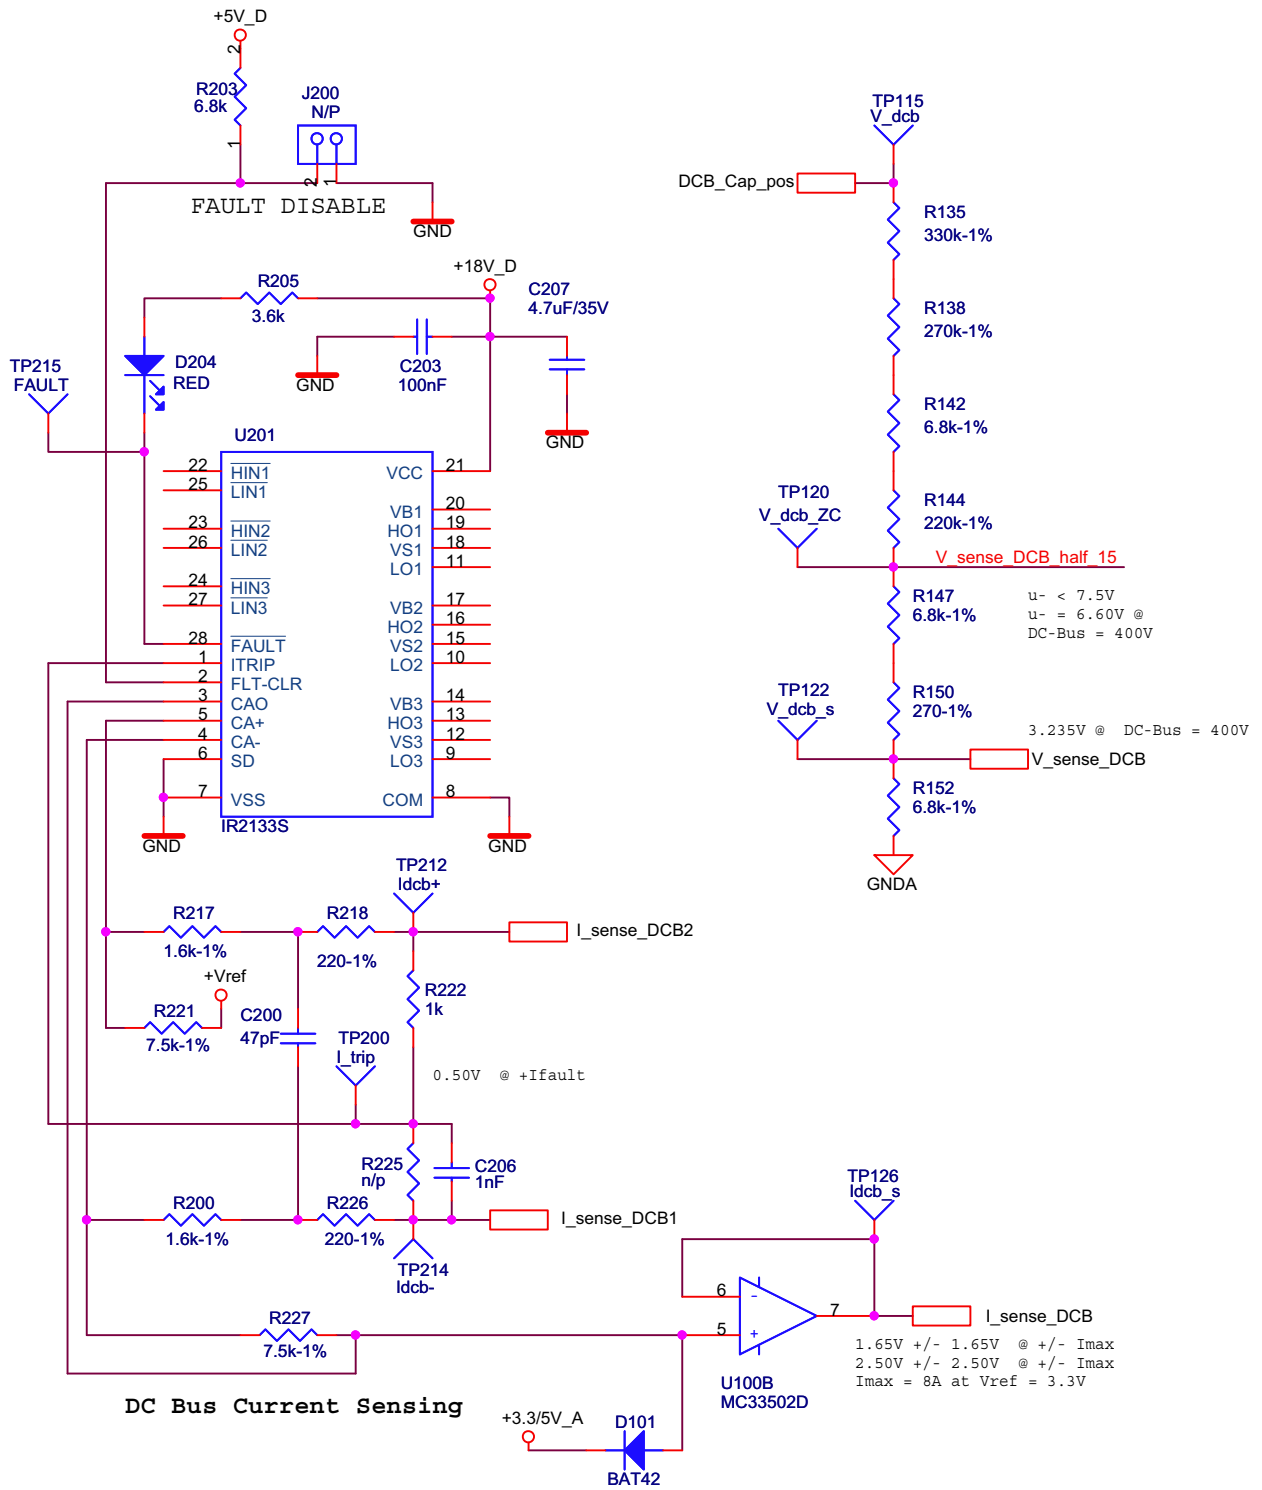 +5V_D
2
R203
6.8k
1
J200
N/P
2
1
FAULT DISABLE
GND
+18V_D
R205
3.6k
C207
4.7uF/35V
C203
100nF
GND
GND
TP215
FAULT
D204
RED
U201
22
HIN1
25
LIN1
23
HIN2
26
LIN2
24
HIN3
27
LIN3
28
FAULT
1
ITRIP
2
FLT-CLR
3
CAO
5
CA+
4
CA-
6
SD
7
VSS
VCC
21
VB1
20
HO1
19
VS1
18
LO1
11
VB2
17
HO2
16
VS2
15
LO2
10
VB3
14
HO3
13
VS3
12
LO3
9
COM
8
IR2133S
GND
GND
TP115
V_dcb
DCB_Cap_pos
R135
330k-1%
R138
270k-1%
R142
6.8k-1%
R144
220k-1%
TP120
V_dcb_ZC
V_sense_DCB_half_15
R147
6.8k-1%
u- < 7.5V
u- = 6.60V @
DC-Bus = 400V
R150
270-1%
TP122
V_dcb_s
3.235V @ DC-Bus = 400V
V_sense_DCB
R152
6.8k-1%
GNDA
TP212
Idcb+
R217
1.6k-1%
R218
220-1%
I_sense_DCB2
+Vref
R221
7.5k-1%
C200
47pF
R222
1k
TP200
I_trip
0.50V @ +Ifault
R225
n/p
C206
1nF
R200
1.6k-1%
R226
220-1%
I_sense_DCB1
TP214
Idcb-
R227
7.5k-1%
TP126
Idcb_s
6
-
5
+
7
I_sense_DCB
1.65V +/- 1.65V @ +/- Imax
2.50V +/- 2.50V @ +/- Imax
Imax = 8A at Vref = 3.3V
U100B
MC33502D
DC Bus Current Sensing
+3.3/5V_A
D101
BAT42